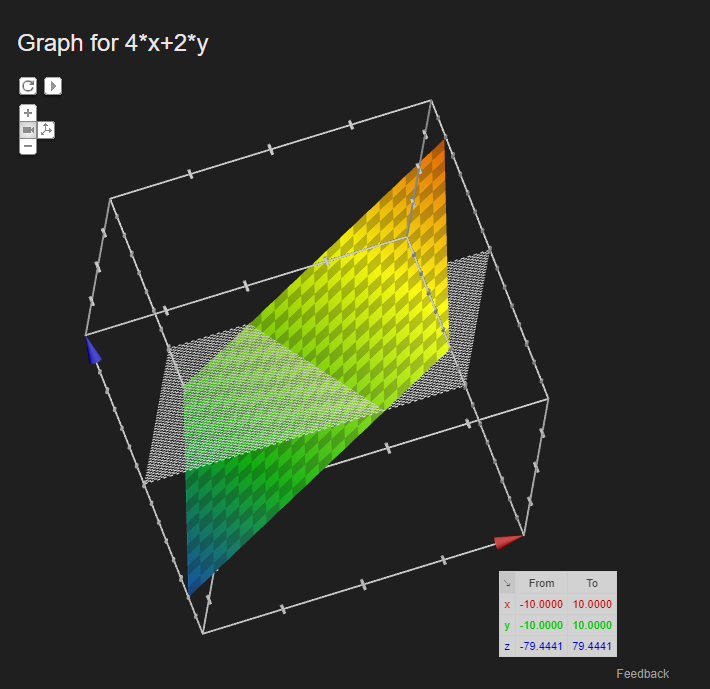 Graph for 4*x+2*y
From To
x -10.0000 10.0000
y -10.0000 10.0000
z -79.4441 79.4441
Feedback